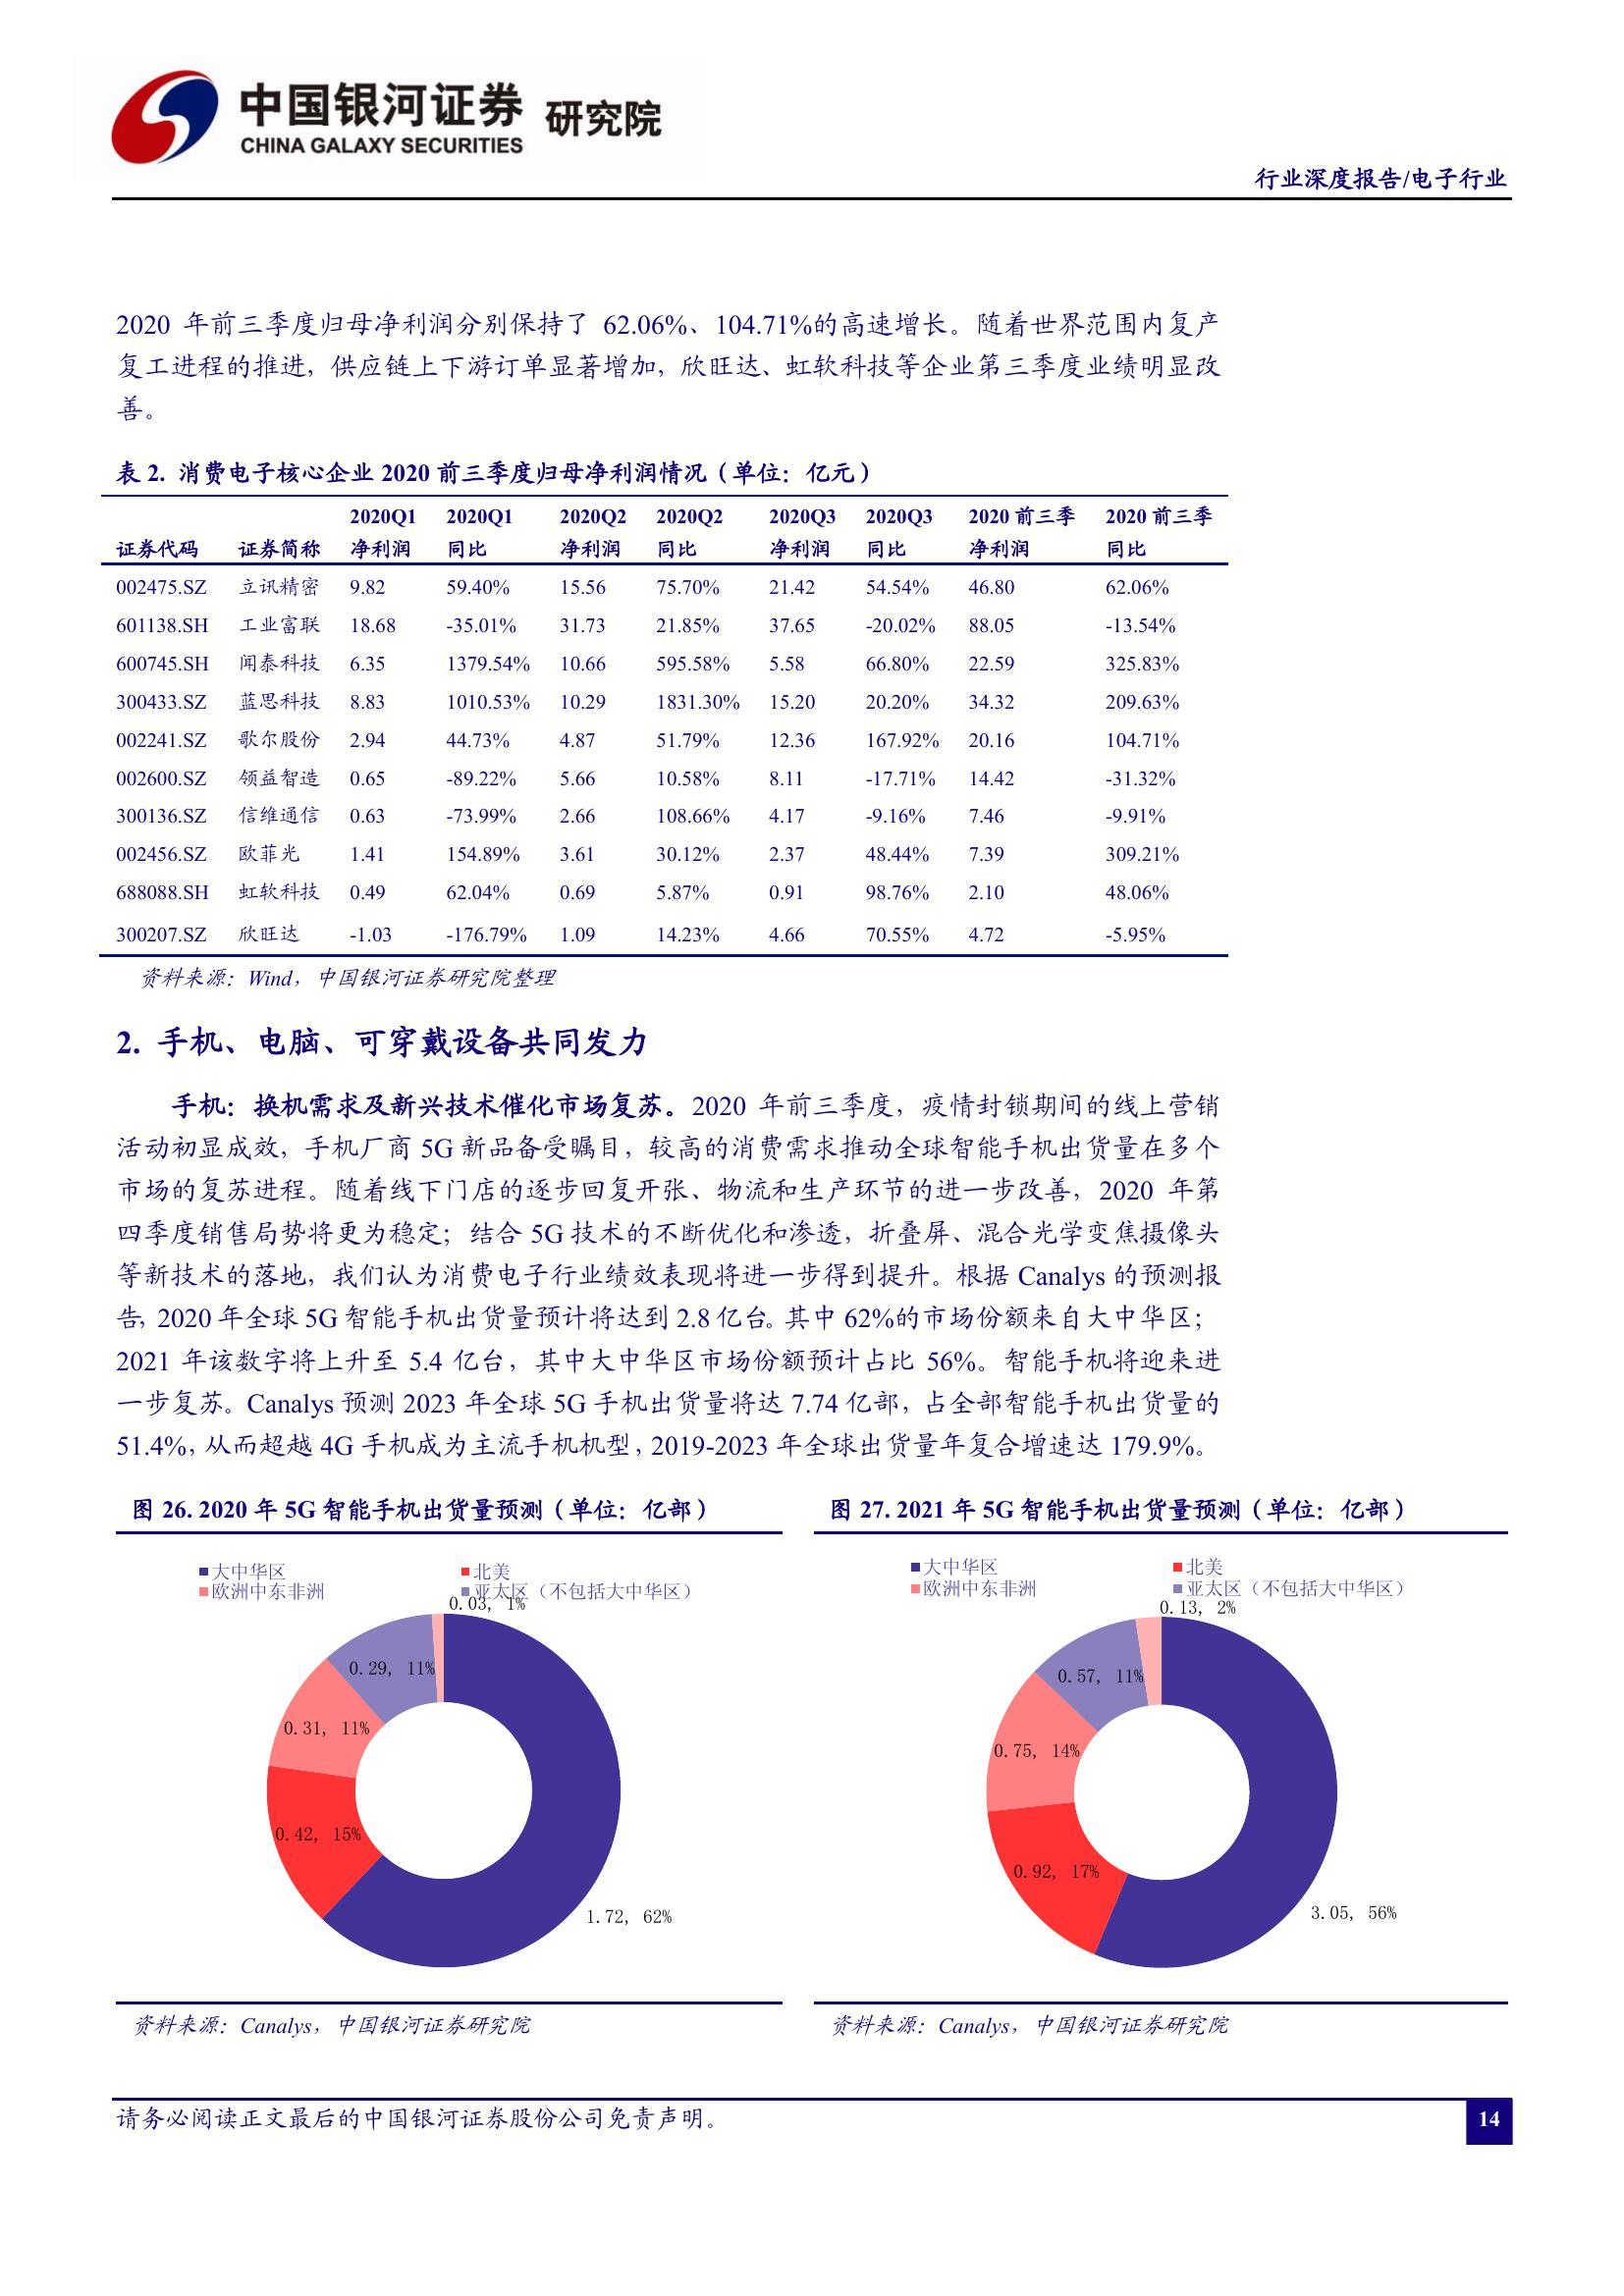 中国银河证券 研究院
CHINA GALAXY SECURITIES
行业深度报告/电子行业
2020 年前三季度归母净利润分别保持了 62.06%、104.71%的高速增长。随着世界范围内复产
复工进程的推进，供应链上下游订单显著增加，欣旺达、虹软科技等企业第三季度业绩明显改
善。
表 2. 消费电子核心企业 2020 前三季度归母净利润情况（单位：亿元）
2020Q1 2020Q1 2020Q2 2020Q2 2020Q3 2020Q3 2020 前三季 2020 前三季
证券代码 证券简称 净利润 同比 净利润 同比 净利润 同比 净利润 同比
002475.SZ 立讯精密 9.82 59.40% 15.56 75.70% 21.42 54.54% 46.80 62.06%
601138.SH 工业富联 18.68 -35.01% 31.73 21.85% 37.65 -20.02% 88.05 -13.54%
600745.SH 闻泰科技 6.35 1379.54% 10.66 595.58% 5.58 66.80% 22.59 325.83%
300433.SZ 蓝思科技 8.83 1010.53% 10.29 1831.30% 15.20 20.20% 34.32 209.63%
002241.SZ 歌尔股份 2.94 44.73% 4.87 51.79% 12.36 167.92% 20.16 104.71%
002600.SZ 领益智造 0.65 -89.22% 5.66 10.58% 8.11 -17.71% 14.42 -31.32%
300136.SZ 信维通信 0.63 -73.99% 2.66 108.66% 4.17 -9.16% 7.46 -9.91%
002456.SZ 欧菲光 1.41 154.89% 3.61 30.12% 2.37 48.44% 7.39 309.21%
688088.SH 虹软科技 0.49 62.04% 0.69 5.87% 0.91 98.76% 2.10 48.06%
300207.SZ 欣旺达 -1.03 -176.79% 1.09 14.23% 4.66 70.55% 4.72 -5.95%
资料来源：Wind，中国银河证券研究院整理
2. 手机、电脑、可穿戴设备共同发力
手机：换机需求及新兴技术催化市场复苏。2020 年前三季度，疫情封锁期间的线上营销
活动初显成效，手机厂商 5G 新品备受瞩目，较高的消费需求推动全球智能手机出货量在多个
市场的复苏进程。随着线下门店的逐步回复开张、物流和生产环节的进一步改善，2020 年第
四季度销售局势将更为稳定；结合 5G 技术的不断优化和渗透，折叠屏、混合光学变焦摄像头
等新技术的落地，我们认为消费电子行业绩效表现将进一步得到提升。根据 Canalys 的预测报
告，2020 年全球 5G 智能手机出货量预计将达到 2.8 亿台。其中 62%的市场份额来自大中华区；
2021 年该数字将上升至 5.4 亿台，其中大中华区市场份额预计占比 56%。智能手机将迎来进
一步复苏。Canalys 预测 2023 年全球 5G 手机出货量将达 7.74 亿部，占全部智能手机出货量的
51.4%，从而超越 4G 手机成为主流手机机型，2019-2023 年全球出货量年复合增速达 179.9%。
图 26. 2020 年 5G 智能手机出货量预测（单位：亿部）
大中华区 北美
欧洲中东非洲 亚太区（不包括大中华区）
0.03, 1%
0.29, 11%
0.31, 11%
0.42, 15%
1.72, 62%
资料来源：Canalys，中国银河证券研究院
图 27. 2021 年 5G 智能手机出货量预测（单位：亿部）
大中华区 北美
欧洲中东非洲 亚太区（不包括大中华区）
0.13, 2%
0.57, 11%
0.75, 14%
0.92, 17%
3.05, 56%
资料来源：Canalys，中国银河证券研究院
请务必阅读正文最后的中国银河证券股份公司免责声明。
14